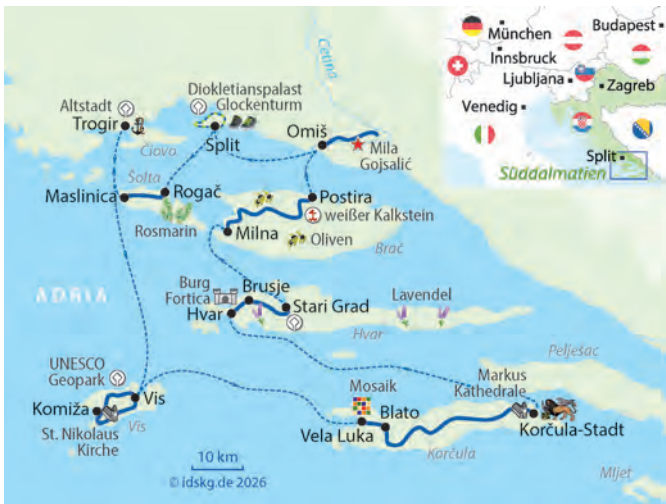 München
Budapest
Innsbruck
Ljubljana
Zagreb
Venedig
Split
Süddalmatien
Cetina
Diokletianspalast
Glockenturm
Altstadt
Trogir
Split
Omiš
Mila
Gojsalić
Čiovo
Šolta
Maslinica
Rogač
Rosmarin
Postira
weißer Kalkstein
Milna
Oliven
Brač
ADRIA
Burg
Fortica
Brusje
Hvar
Stari Grad
Lavendel
Hvar
Pelješac
UNESCO
Geopark
Vis
Komiža
St. Nikolaus
Kirche
Vis
Mosaik
Blato
Vela Luka
Markus
Kathedrale
Korčula-Stadt
Korčula
Mljet
10 km
© idskg.de 2026